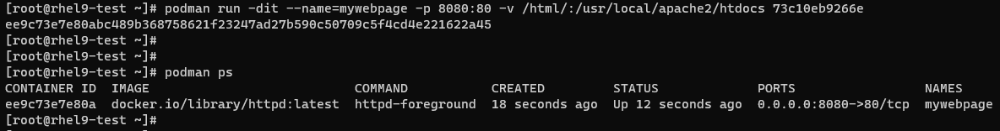 [root@rhel9-test ~]# podman run -dit --name=mywebpage -p 8080:80 -v /html/:/usr/local/apache2/htdocs 73c10eb9266e
ee9c73e7e80abc489b368758621f23247ad27b590c50709c5f4cd4e221622a45
[root@rhel9-test ~]#
[root@rhel9-test ~]#
[root@rhel9-test ~]# podman ps
CONTAINER ID  IMAGE                           COMMAND           CREATED         STATUS             PORTS                 NAMES
ee9c73e7e80a  docker.io/library/httpd:latest  httpd-foreground  18 seconds ago  Up 12 seconds ago  0.0.0.0:8080->80/tcp  mywebpage
[root@rhel9-test ~]#